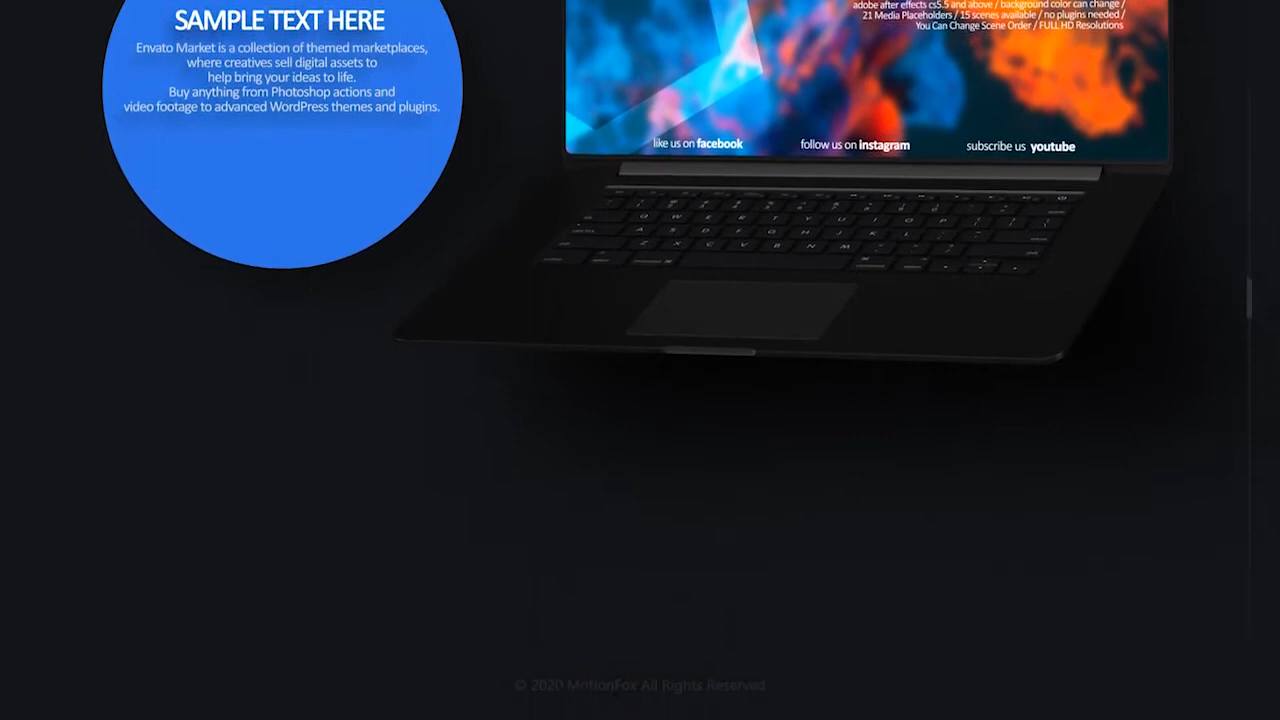 SAMPLE TEXT HERE
Envato Market is a collection of themed marketplaces,
where creatives sell digital assets to
help bring your ideas to life.
Buy anything from Photoshop actions and
video footage to advanced WordPress themes and plugins.
adobe after effects cs5.5 and above / background color can change /
21 Media Placeholders / 15 scenes available / no plugins needed /
You Can Change Scene Order / FULL HD Resolutions
like us on facebook
follow us on instagram
subscribe us youtube
Q W E R T Y U I O P
A S D F G H J K L
Z X C V B N M
© 2020 MotionFox All Rights Reserved